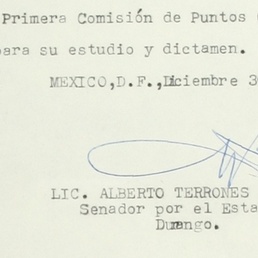 Primera Comisión de Puntos
para su estudio y dictamen.
MEXICO,D.F.,Diciembre 3
LIC. ALBERTO TERRONES
Senador por el Esta
Durango.